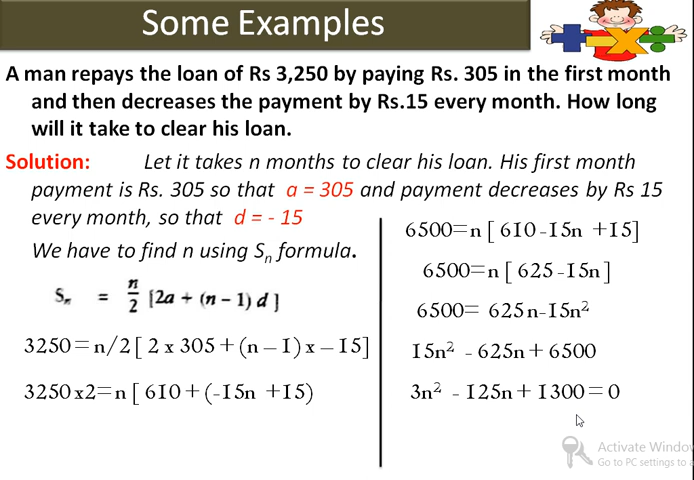 Some Examples
A man repays the loan of Rs 3,250 by paying Rs. 305 in the first month
and then decreases the payment by Rs.15 every month. How long
will it take to clear his loan.
Solution: Let it takes n months to clear his loan. His first month
payment is Rs. 305 so that a = 305 and payment decreases by Rs 15
every month, so that d = - 15
We have to find n using Sₙ formula.
Sₙ = n/2 [2a + (n – 1) d ]
3250=n/2[ 2 x 305+(n – 1) x – 15]
3250x2=n [ 610+(-15n +15)
6500=n [ 610-15n +15]
6500=n [ 625-15n ]
6500= 625n-15n²
15n² - 625n+6500
3n² - 125n+1300=0
Activate Window
Go to PC settings to a